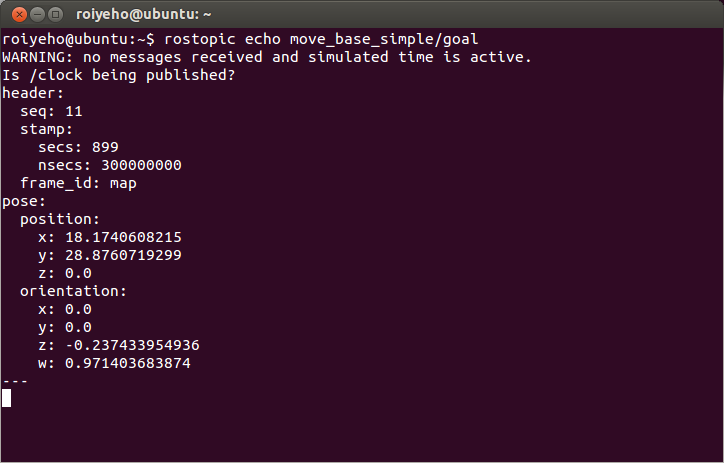 roiyeho@ubuntu: ~
roiyeho@ubuntu:~$ rostopic echo move_base_simple/goal
WARNING: no messages received and simulated time is active.
Is /clock being published?
header:
  seq: 11
  stamp:
    secs: 899
    nsecs: 300000000
  frame_id: map
pose:
  position:
    x: 18.1740608215
    y: 28.8760719299
    z: 0.0
  orientation:
    x: 0.0
    y: 0.0
    z: -0.237433954936
    w: 0.971403683874
---